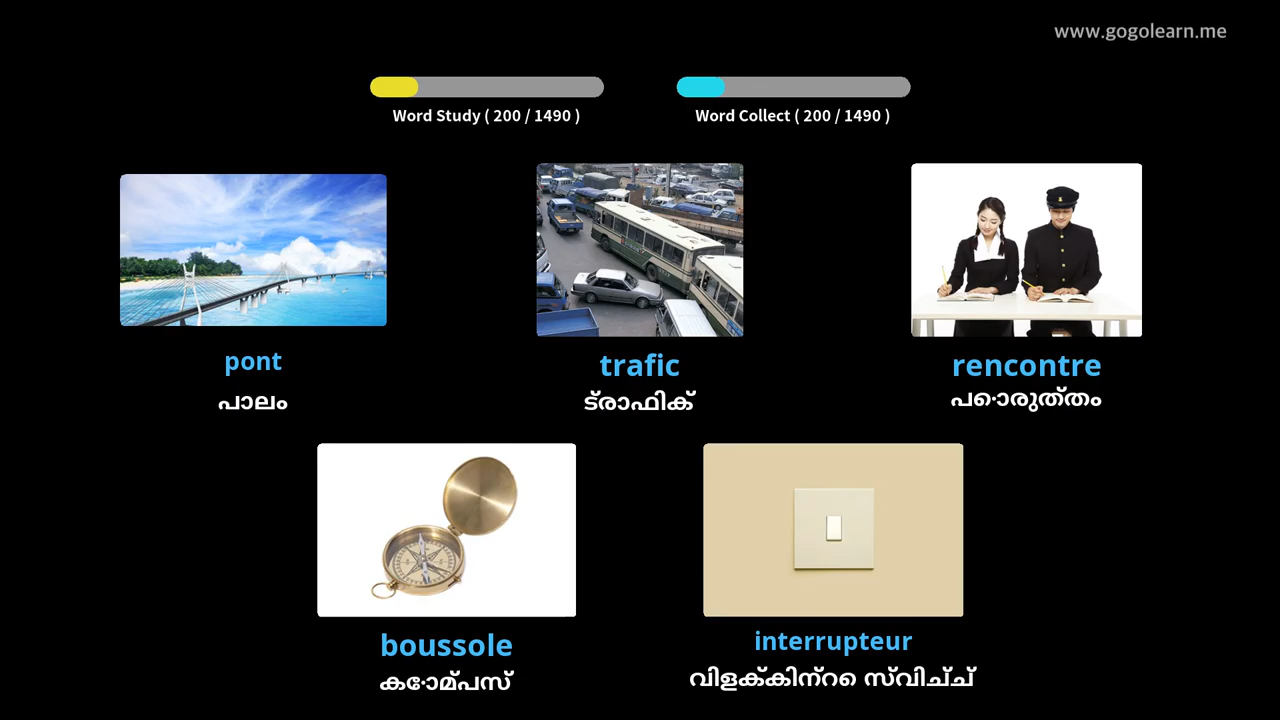 www.gogolearn.me
Word Study ( 200 / 1490 )
Word Collect ( 200 / 1490 )
pont
പാലം
trafic
ട്രാഫിക്
rencontre
പൊരുത്തം
boussole
കോമ്പസ്
interrupteur
വിളക്കിന്റെ സ്വിച്ച്